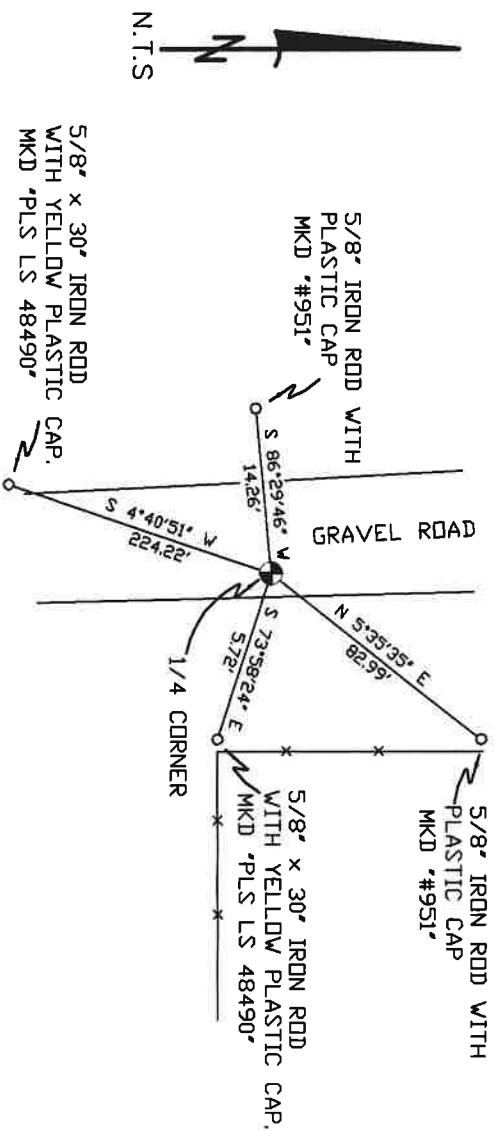 N
N.T.S
5/8" IRON ROD WITH
PLASTIC CAP
MKD "#951"
5/8" IRON ROD WITH
PLASTIC CAP
MKD "#951"
GRAVEL ROAD
N 5°35'35" E
82.99'
S 86°29'46" W
14.26'
S 4°40'51" W
224.22'
S 73°58'24" E
5.72'
1/4 CORNER
5/8" x 30" IRON ROD
WITH YELLOW PLASTIC CAP.
MKD "PLS LS 48490"
5/8" x 30" IRON ROD
WITH YELLOW PLASTIC CAP.
MKD "PLS LS 48490"